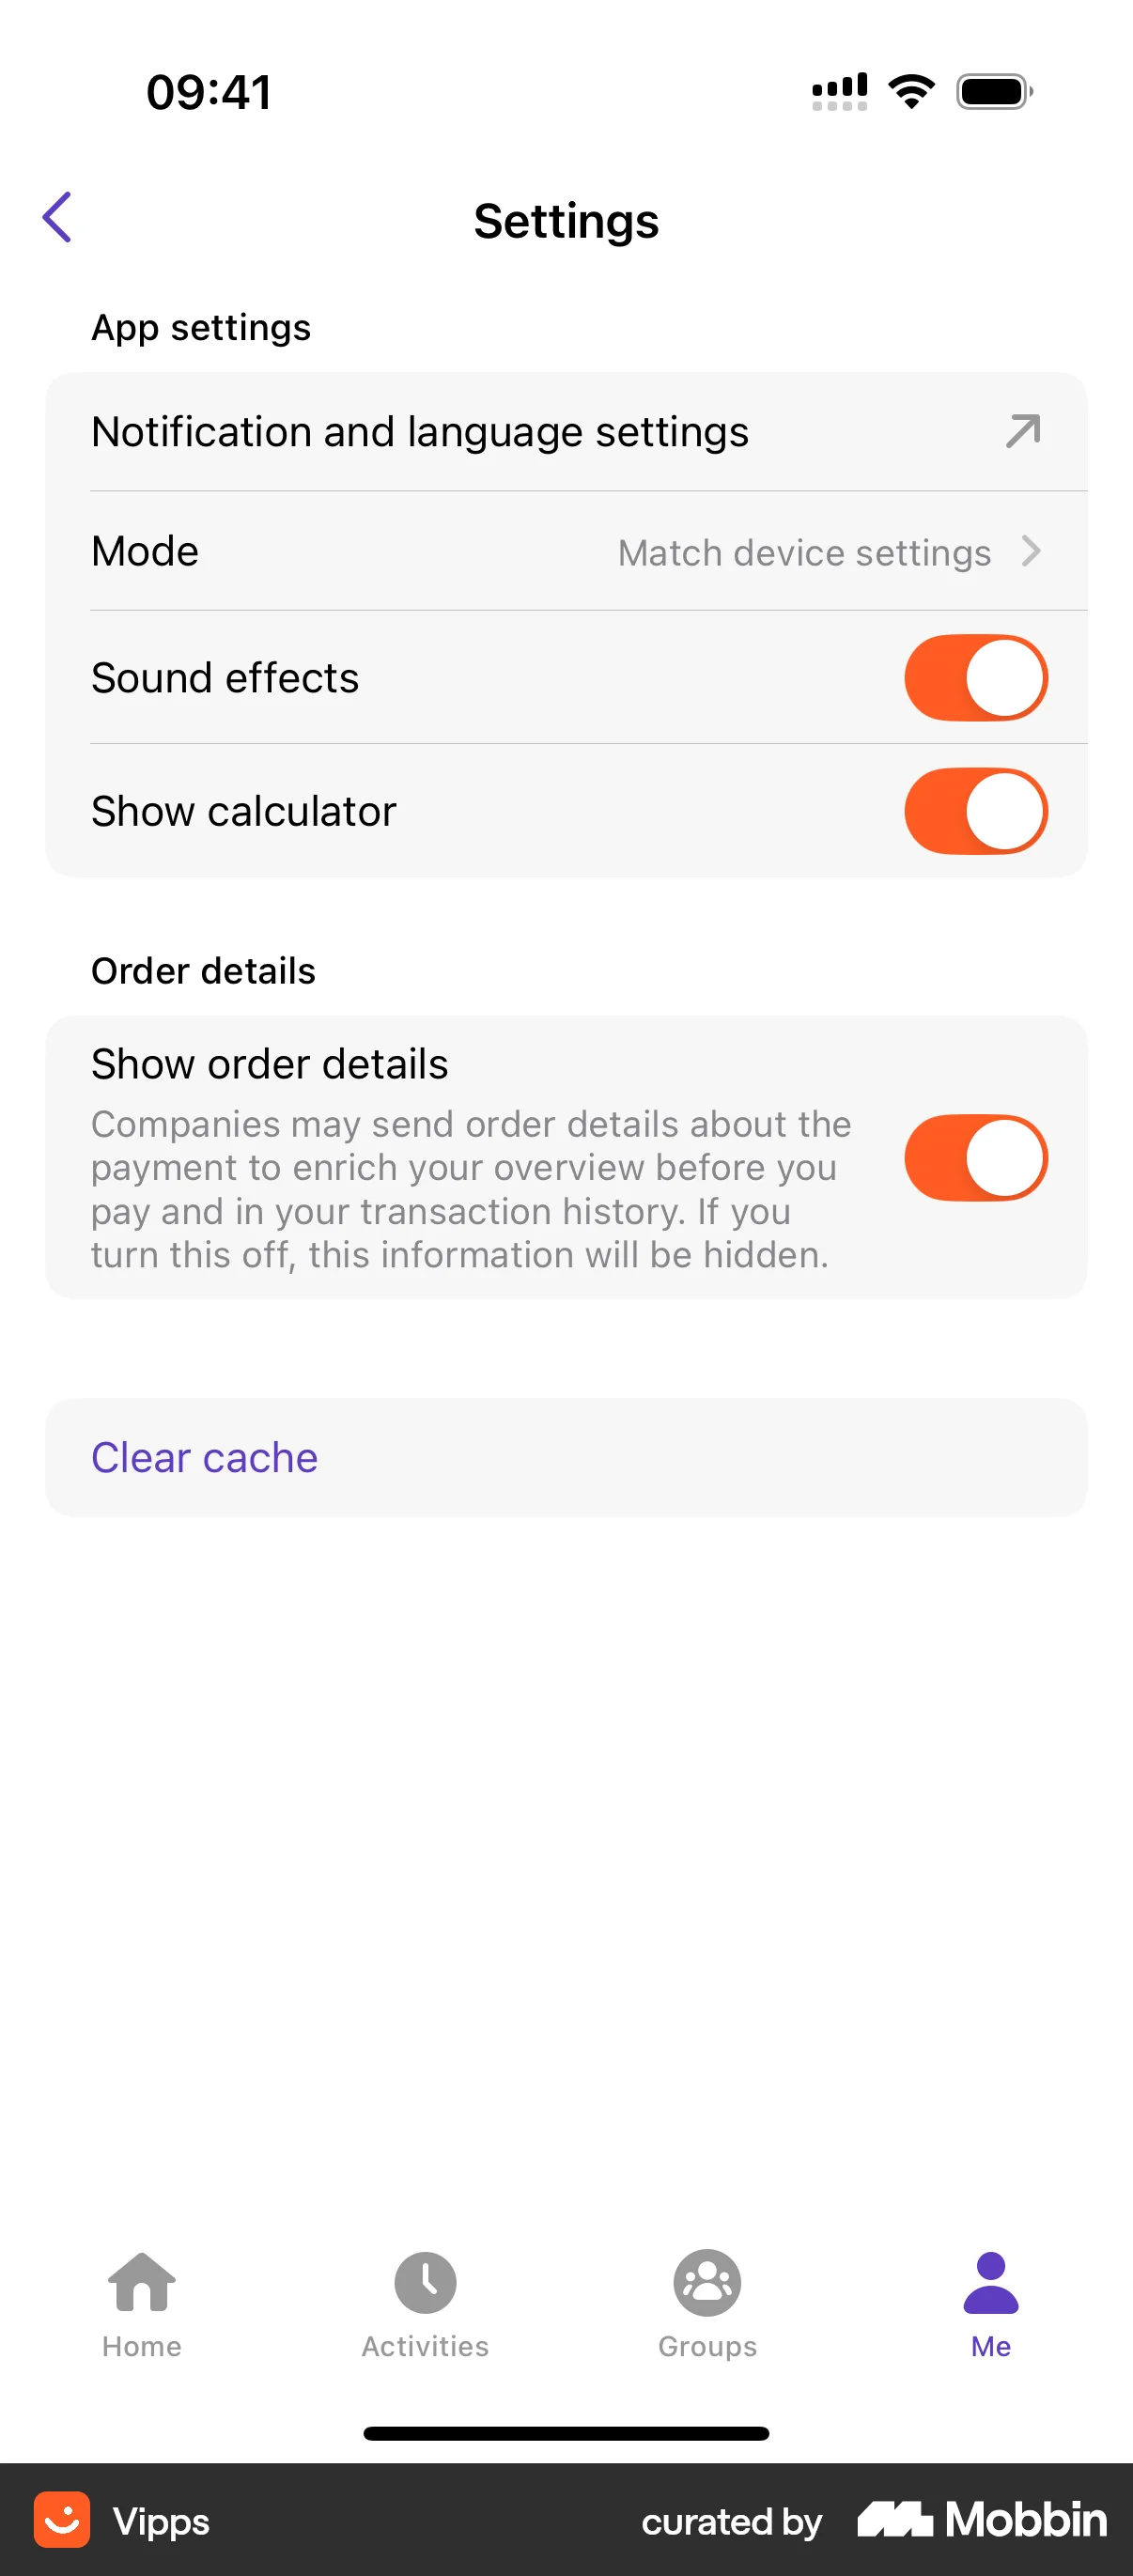 09:41
Settings
App settings
Notification and language settings
Mode
Match device settings
Sound effects
Show calculator
Order details
Show order details
Companies may send order details about the
payment to enrich your overview before you
pay and in your transaction history. If you
turn this off, this information will be hidden.
Clear cache
Home
Activities
Groups
Me
Vipps
curated by
Mobbin